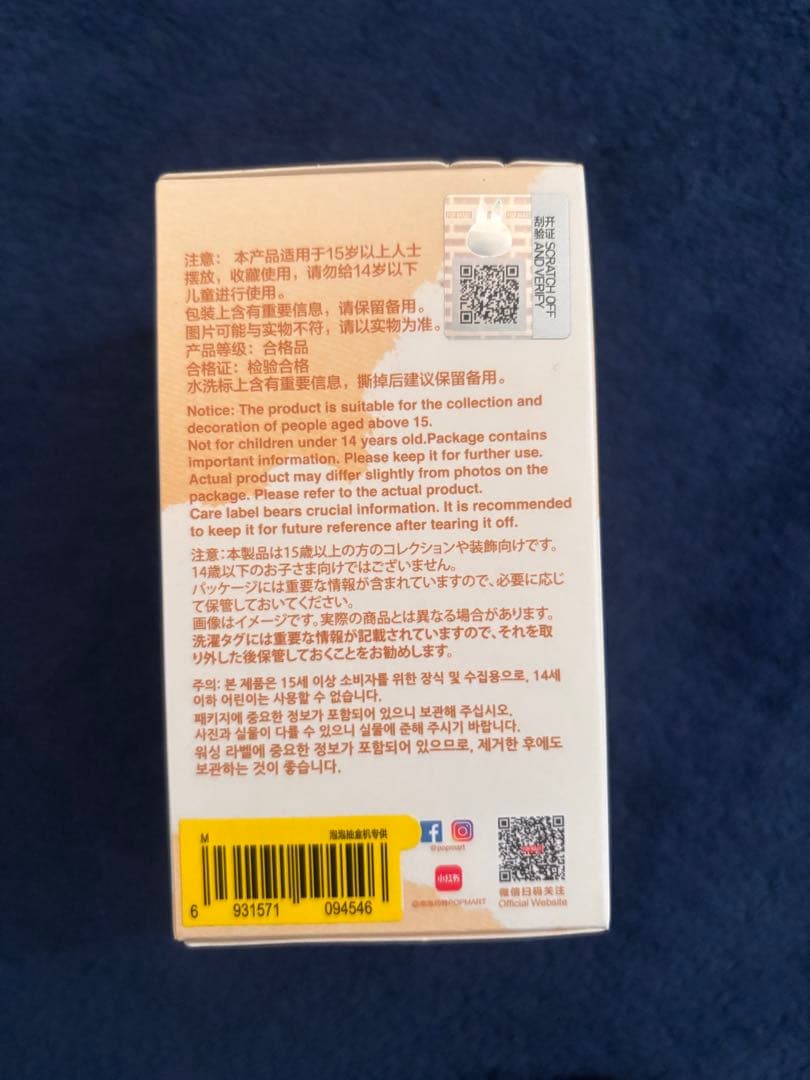 开
刮 证
验 SCRATCH OFF
AND VERIFY
注意： 本产品适用于15岁以上人士
摆放，收藏使用，请勿给14岁以下
儿童进行使用。
包装上含有重要信息，请保留备用。
图片可能与实物不符，请以实物为准。
产品等级：合格品
合格证：检验合格
水洗标上含有重要信息，撕掉后建议保留备用。
Notice: The product is suitable for the collection and
decoration of people aged above 15.
Not for children under 14 years old.Package contains
important information. Please keep it for further use.
Actual product may differ slightly from photos on the
package. Please refer to the actual product.
Care label bears crucial information. It is recommended
to keep it for future reference after tearing it off.
注意：本製品は15歳以上の方のコレクションや装飾向けです。
14歳以下のお子さま向けではございません。
パッケージには重要な情報が含まれていますので、必要に応じ
て保管しておいてください。
画像はイメージです。実際の商品とは異なる場合があります。
洗濯タグには重要な情報が記載されていますので、それを取
り外した後保管しておくことをお勧めします。
주의: 본 제품은 15세 이상 소비자를 위한 장식 및 수집용으로, 14세
이하 어린이는 사용할 수 없습니다.
패키지에 중요한 정보가 포함되어 있으니 보관해 주십시오.
사진과 실물이 다를 수 있으니 실물에 준해 주시기 바랍니다.
워싱 라벨에 중요한 정보가 포함되어 있으므로, 제거한 후에도
보관하는 것이 좋습니다.
M
泡泡抽盒机专供
6 931571 094546
@popmart
小红书
@泡泡玛特POPMART
微信扫码关注
Official Website